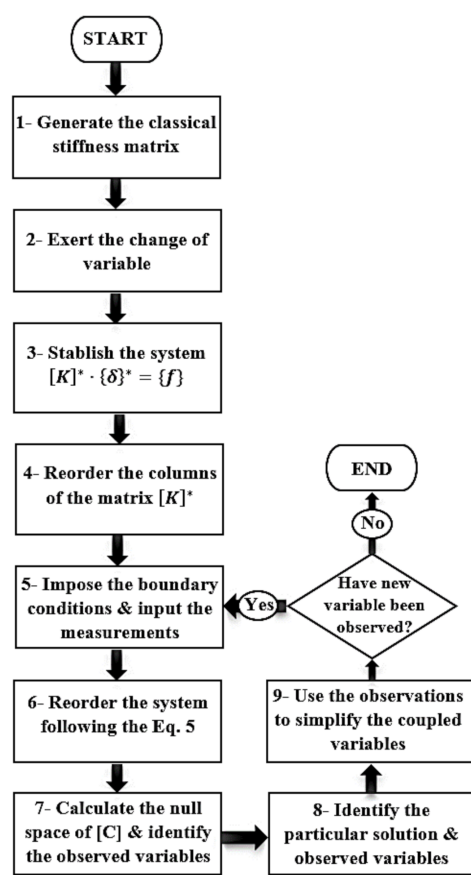 START
1- Generate the classical
stiffness matrix
2- Exert the change of
variable
3- Stablish the system
[K]* · {δ}* = {f}
4- Reorder the columns
of the matrix [K]*
5- Impose the boundary
conditions & input the
measurements
6- Reorder the system
following the Eq. 5
7- Calculate the null
space of [C] & identify
the observed variables
8- Identify the
particular solution &
observed variables
9- Use the observations
to simplify the coupled
variables
Have new
variable been
observed?
Yes
No
END